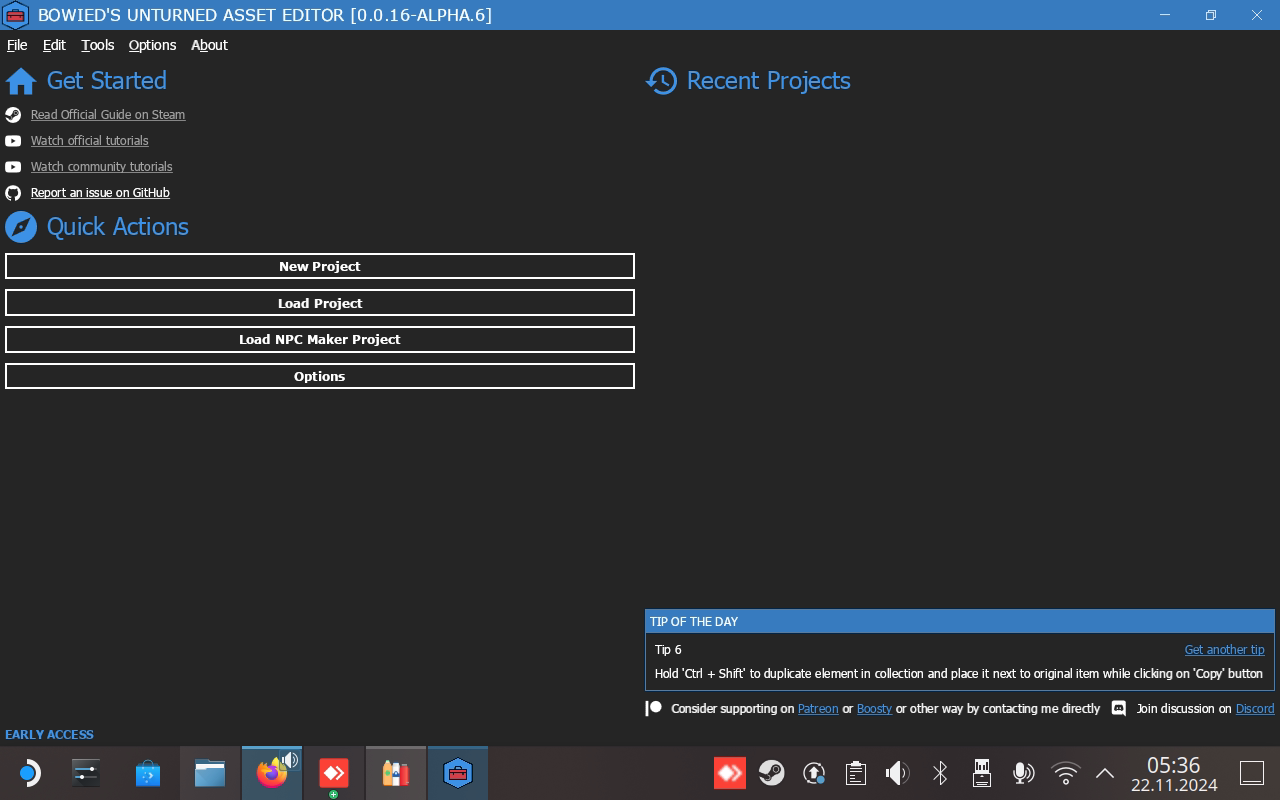 BOWIED'S UNTURNED ASSET EDITOR [0.0.16-ALPHA.6]
File Edit Tools Options About
Get Started
Read Official Guide on Steam
Watch official tutorials
Watch community tutorials
Report an issue on GitHub
Quick Actions
New Project
Load Project
Load NPC Maker Project
Options
Recent Projects
TIP OF THE DAY
Tip 6 Get another tip
Hold 'Ctrl + Shift' to duplicate element in collection and place it next to original item while clicking on 'Copy' button
Consider supporting on Patreon or Boosty or other way by contacting me directly Join discussion on Discord
EARLY ACCESS
05:36
22.11.2024